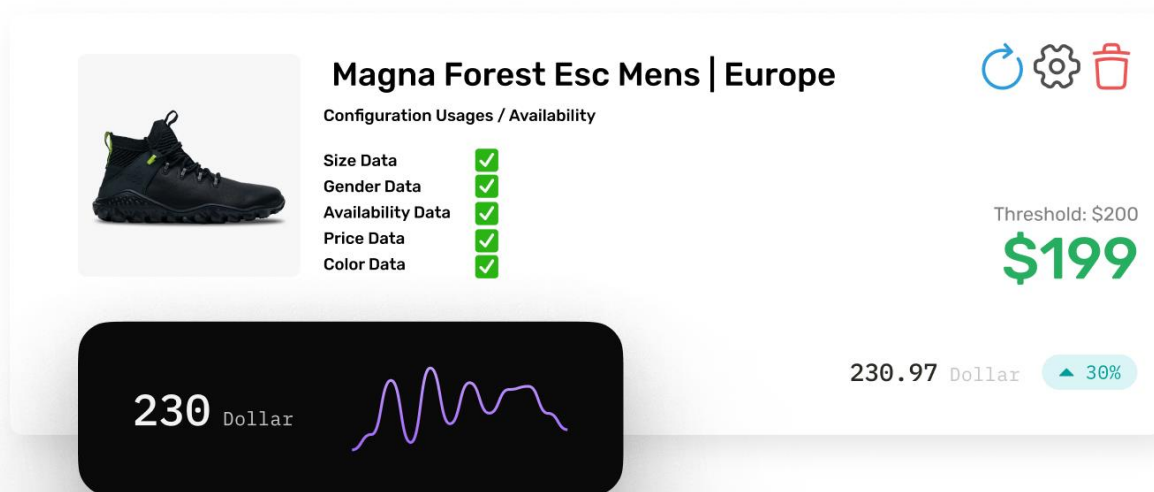 Magna Forest Esc Mens | Europe
Configuration Usages / Availability
Size Data
Gender Data
Availability Data
Price Data
Color Data
Threshold: $200
$199
230.97 Dollar 30%
230 Dollar